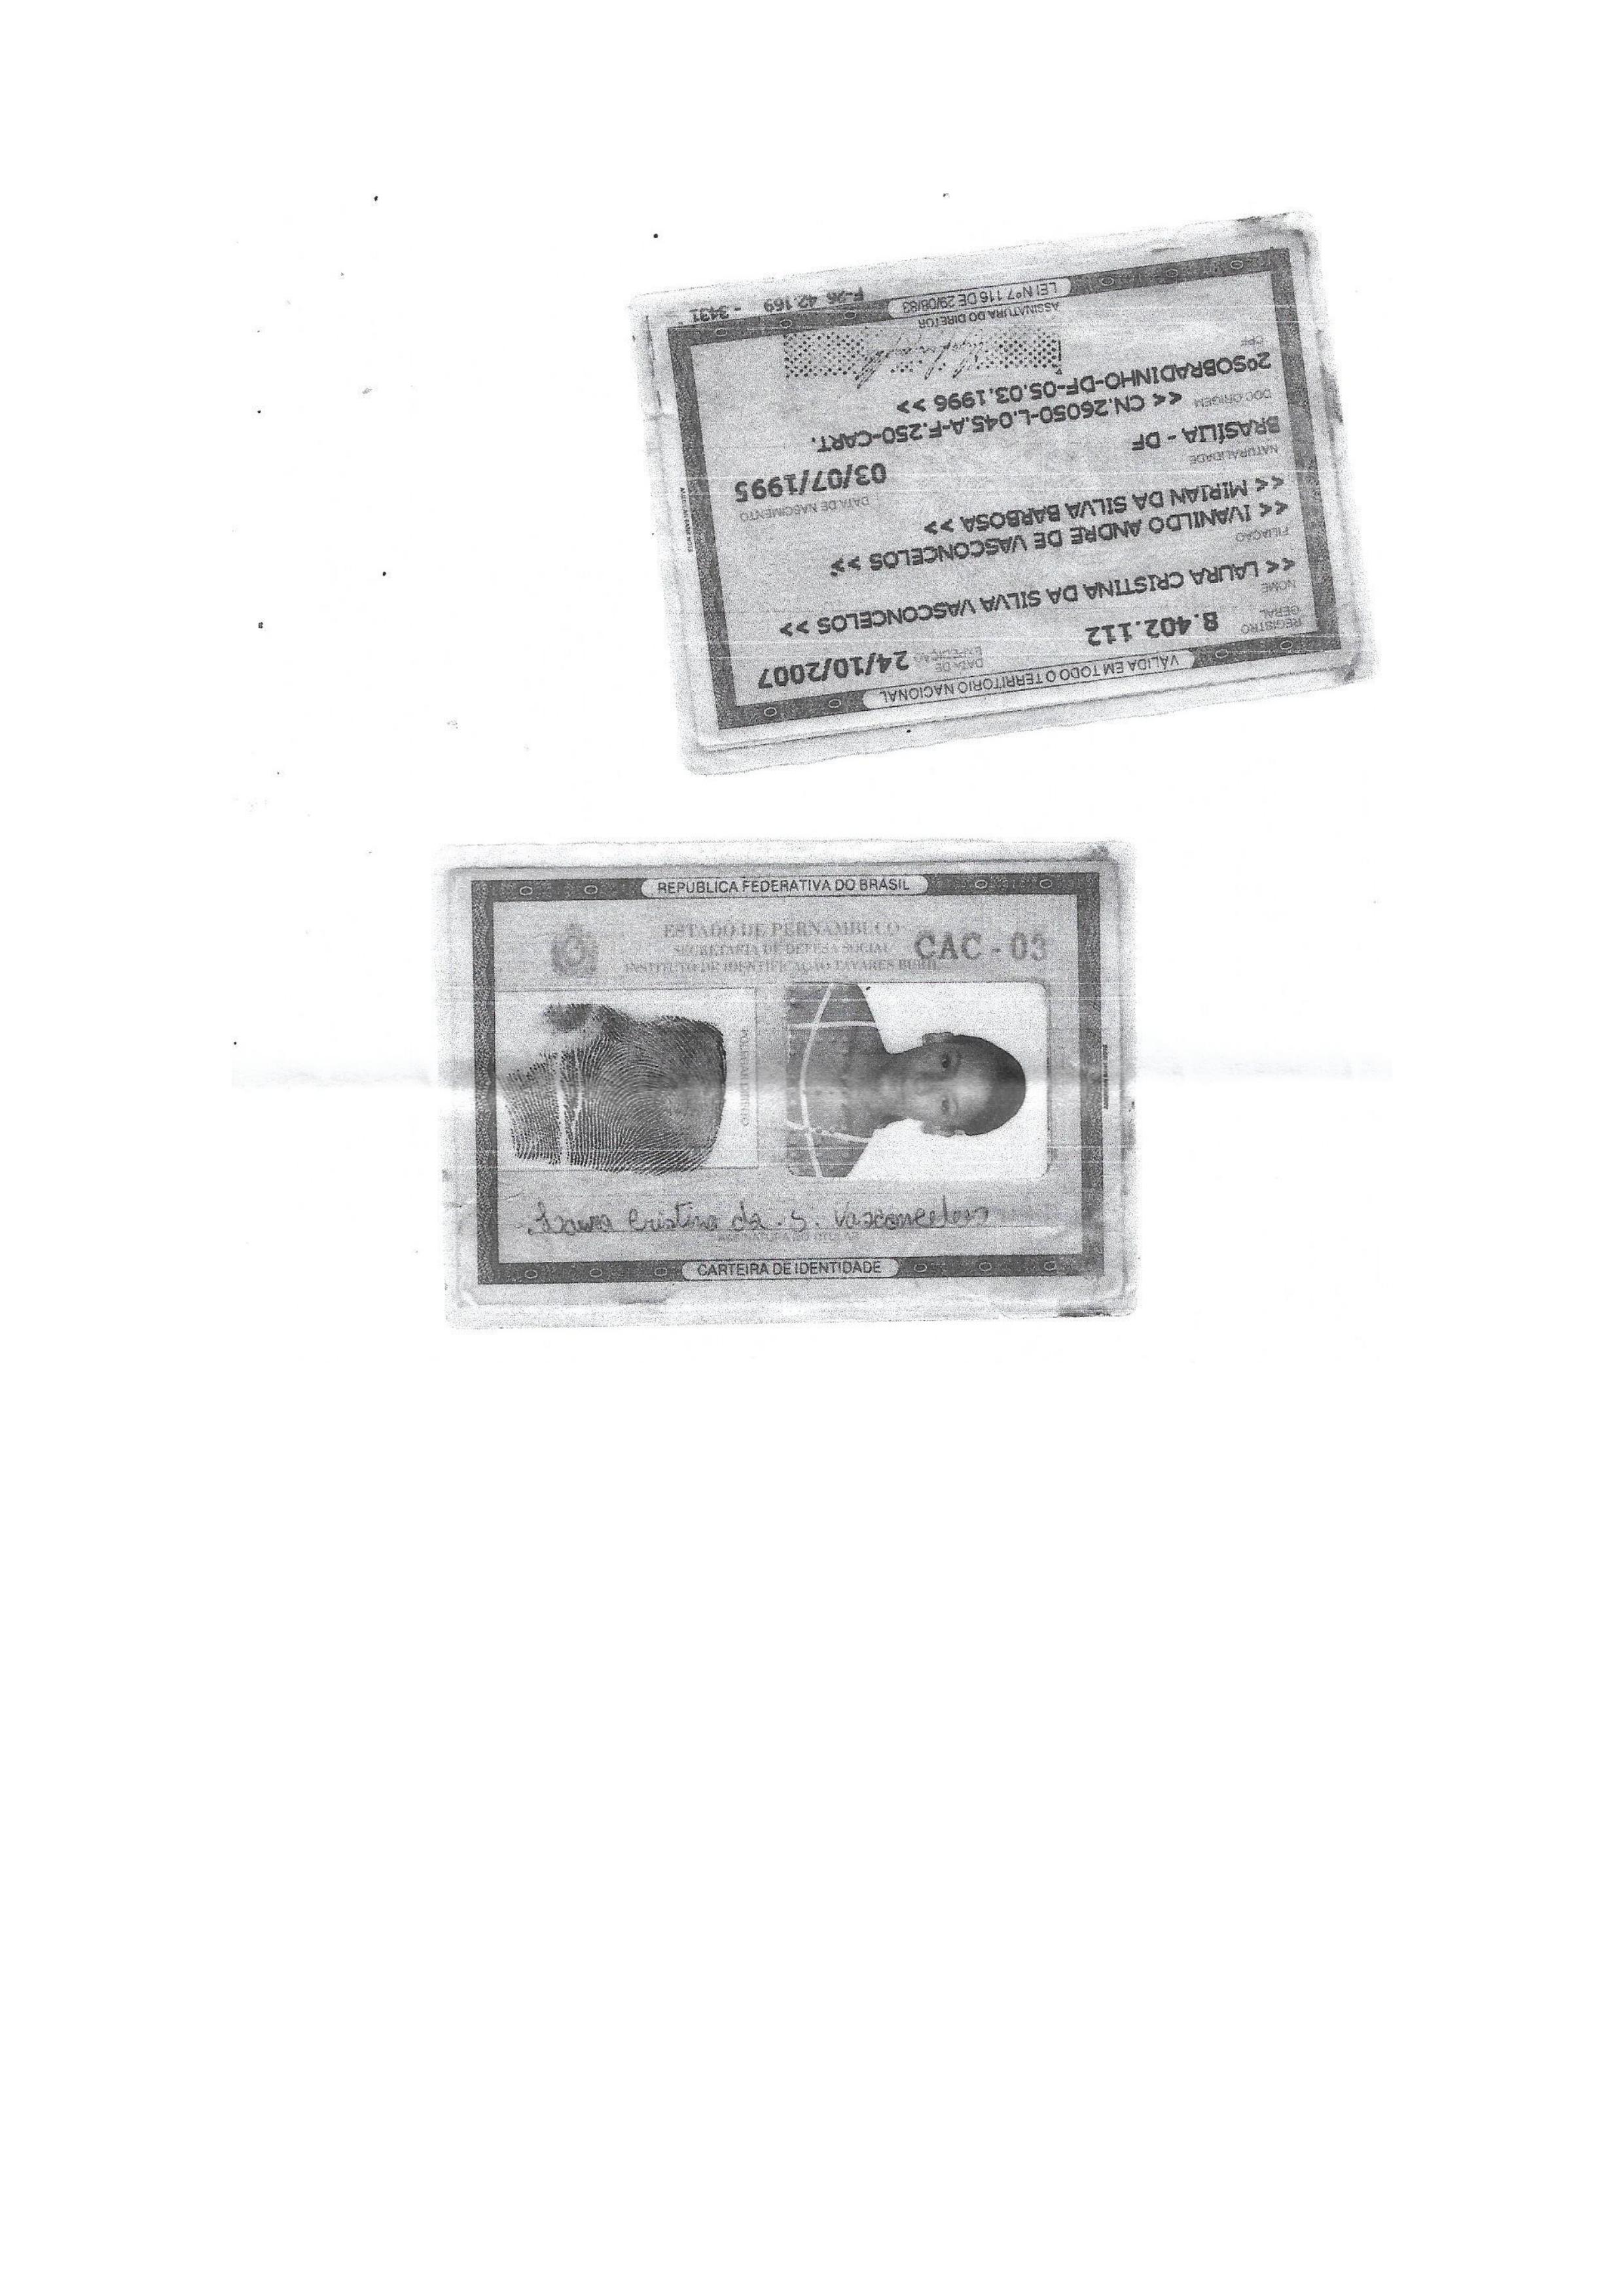 VÁLIDA EM TODO O TERRITÓRIO NACIONAL
REGISTRO GERAL 8.402.112 DATA DE EXPEDIÇÃO 24/10/2007
NOME
<< LAURA CRISTINA DA SILVA VASCONCELOS >>
FILIAÇÃO
<< IVANILDO ANDRE DE VASCONCELOS >>
<< MIRIAN DA SILVA BARBOSA >>
NATURALIDADE DATA DE NASCIMENTO
BRASÍLIA - DF 03/07/1995
DOC ORIGEM << CN.26050-L.045.A-F.250-CART.
2ºSOBRADINHO-DF-05.03.1996 >>
CPF
ASSINATURA DO DIRETOR
LEI Nº 7.116 DE 29/08/83
F-26 42.169 - 3431
REPÚBLICA FEDERATIVA DO BRASIL
ESTADO DE PERNAMBUCO
SECRETARIA DE DEFESA SOCIAL
INSTITUTO DE IDENTIFICAÇÃO TAVARES BURIL
CAC - 03
POLEGAR DIREITO
Laura Cristina da. S. Vasconcelos
ASSINATURA DO TITULAR
CARTEIRA DE IDENTIDADE